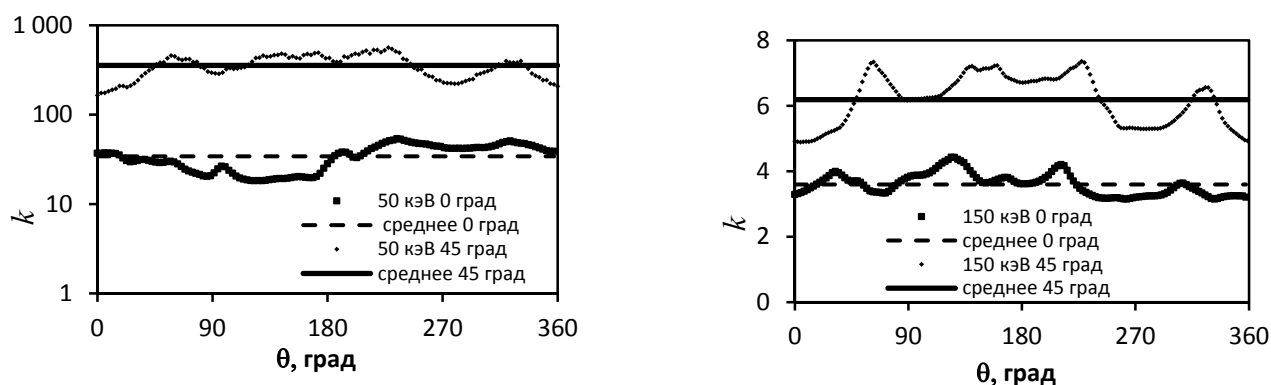 1 000
100
10
1
k
50 кэВ 0 град
среднее 0 град
50 кэВ 45 град
среднее 45 град
0 90 180 270 360
θ, град
8
6
4
2
0
k
150 кэВ 0 град
среднее 0 град
150 кэВ 45 град
среднее 45 град
0 90 180 270 360
θ, град